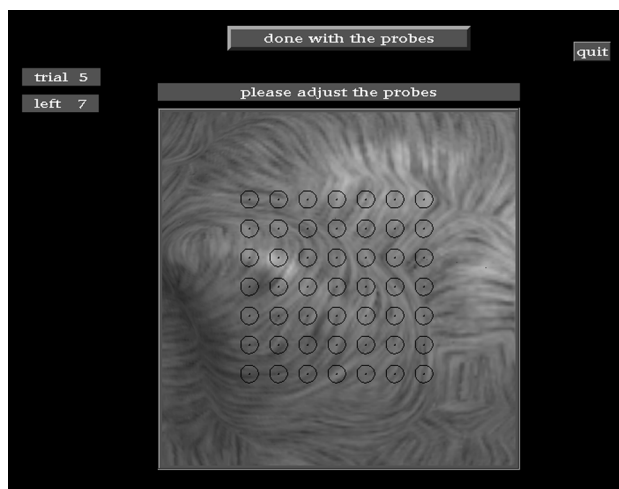 done with the probes
quit
trial 5
left 7
please adjust the probes